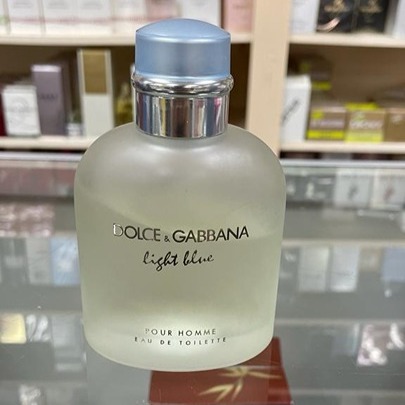 DOLCE & GABBANA
light blue
POUR HOMME
EAU DE TOILETTE